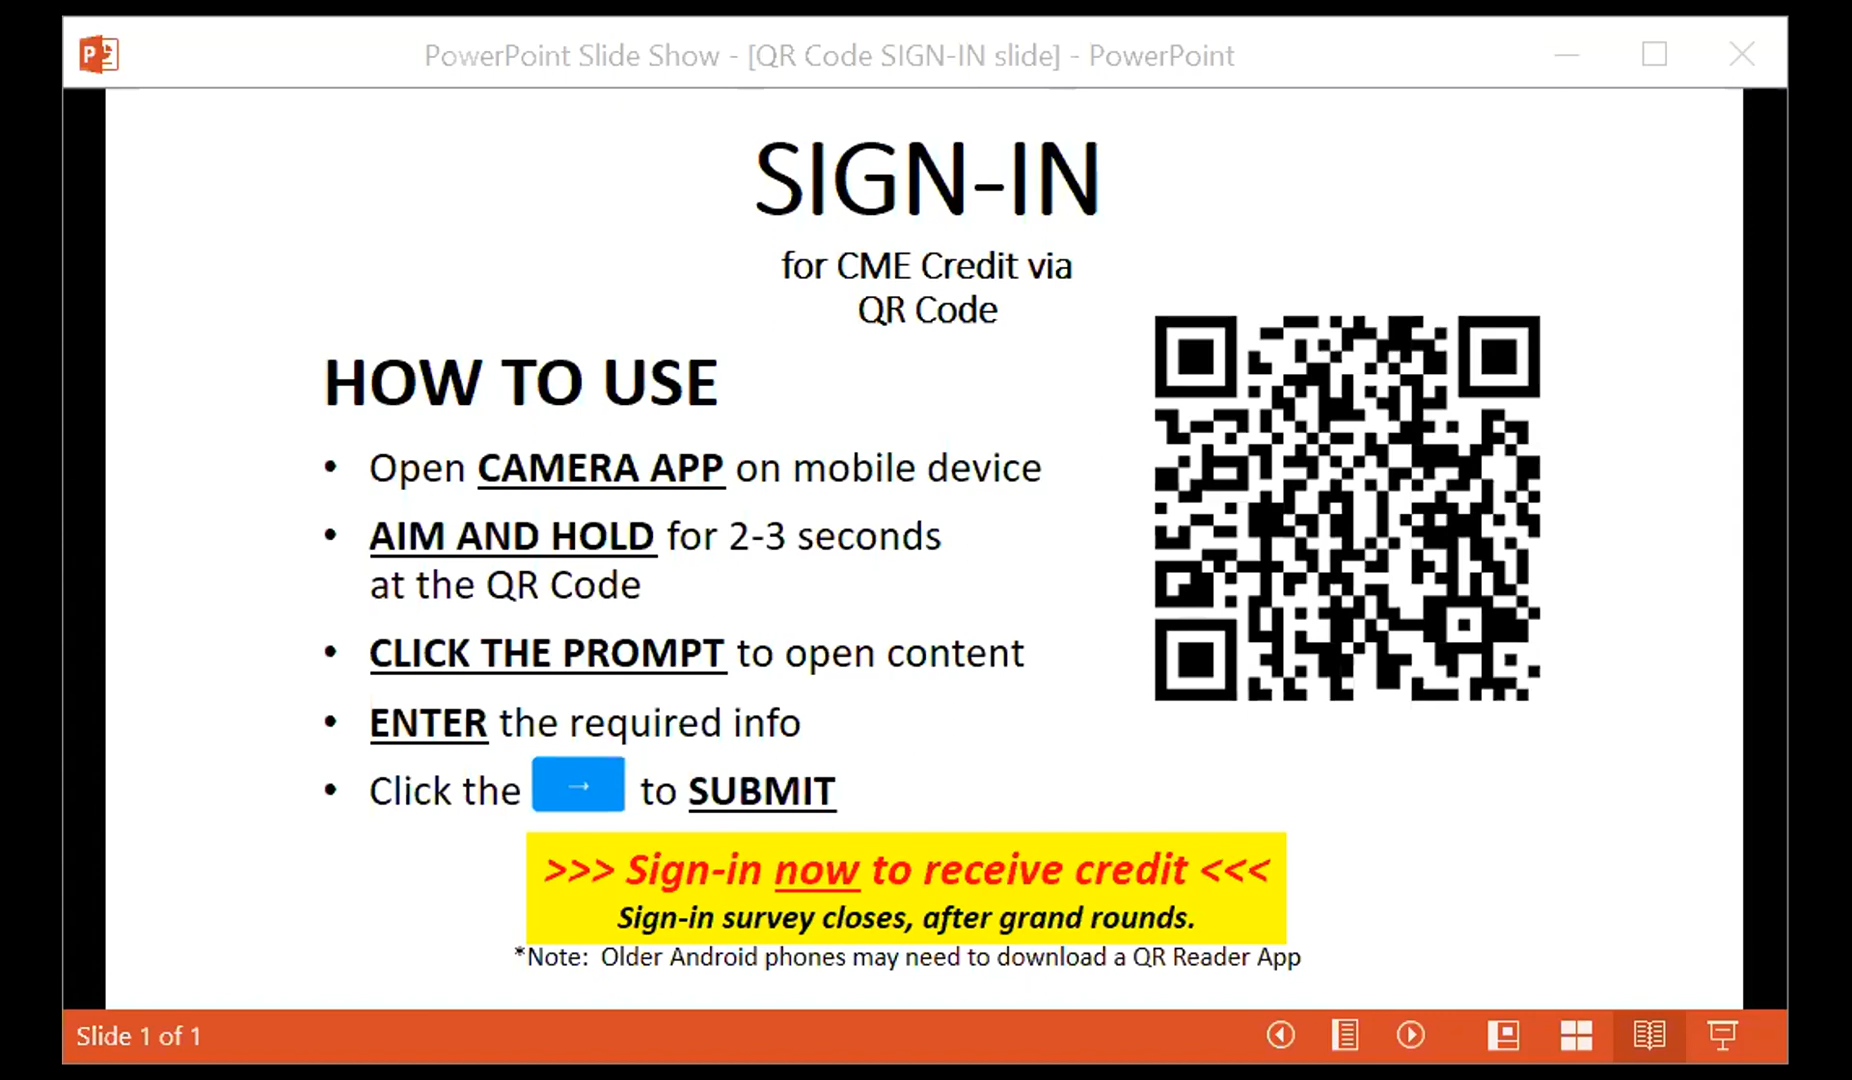 PowerPoint Slide Show - [QR Code SIGN-IN slide] - PowerPoint
SIGN-IN
for CME Credit via
QR Code
HOW TO USE
• Open CAMERA APP on mobile device
• AIM AND HOLD for 2-3 seconds
at the QR Code
• CLICK THE PROMPT to open content
• ENTER the required info
• Click the → to SUBMIT
>>> Sign-in now to receive credit <<<
Sign-in survey closes, after grand rounds.
*Note: Older Android phones may need to download a QR Reader App
Slide 1 of 1